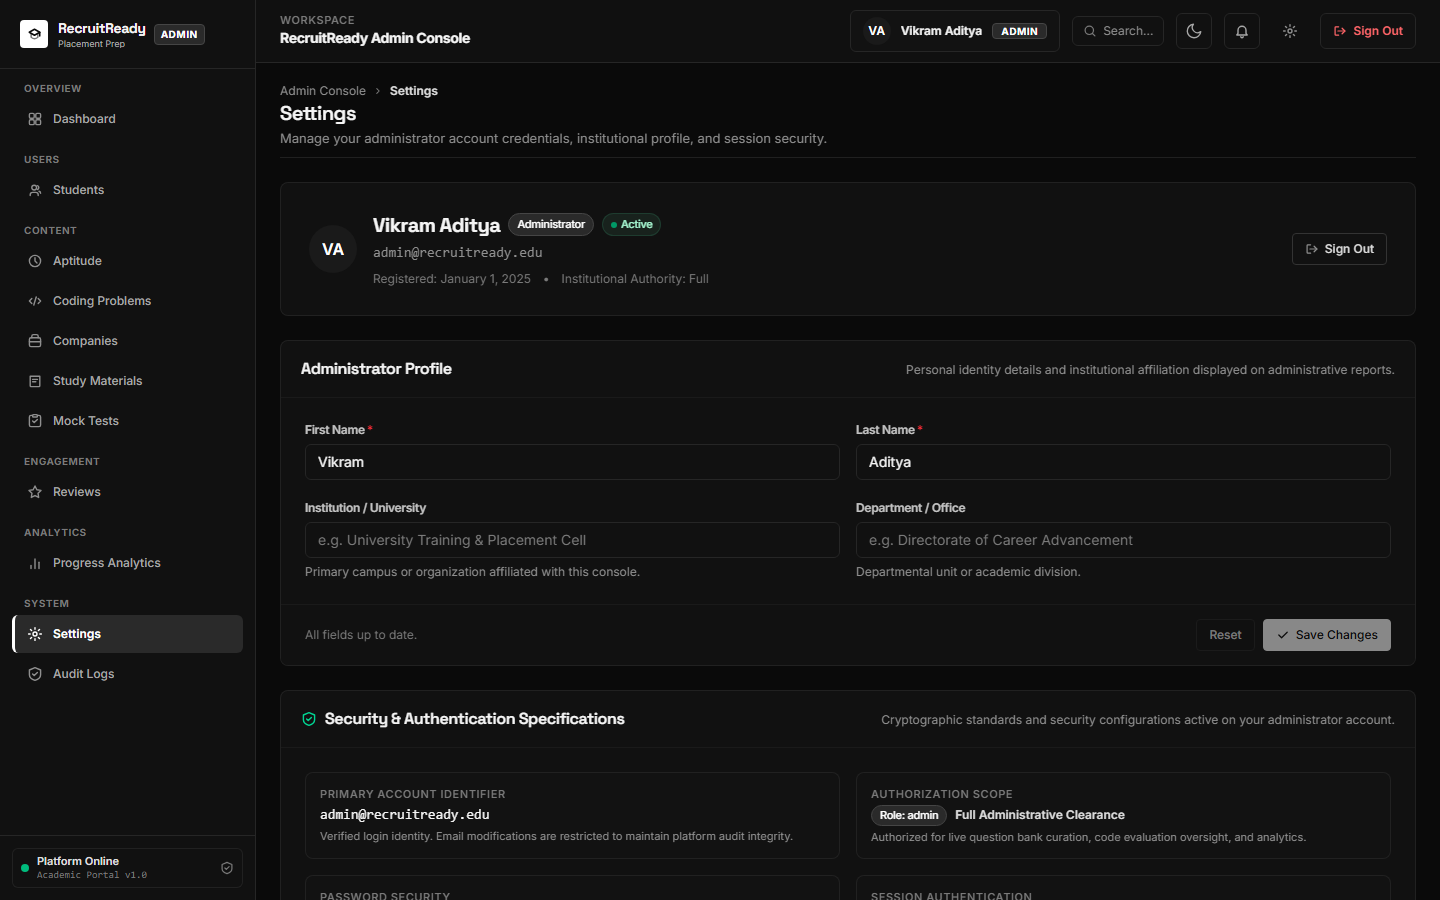 RecruitReady
Placement Prep
ADMIN
WORKSPACE
RecruitReady Admin Console
VA
Vikram Aditya
ADMIN
Search...
Sign Out
OVERVIEW
Dashboard
USERS
Students
CONTENT
Aptitude
Coding Problems
Companies
Study Materials
Mock Tests
ENGAGEMENT
Reviews
ANALYTICS
Progress Analytics
SYSTEM
Settings
Audit Logs
Platform Online
Academic Portal v1.0
Admin Console › Settings
Settings
Manage your administrator account credentials, institutional profile, and session security.
VA
Vikram Aditya
Administrator
Active
admin@recruitready.edu
Registered: January 1, 2025 • Institutional Authority: Full
Sign Out
Administrator Profile
Personal identity details and institutional affiliation displayed on administrative reports.
First Name *
Vikram
Last Name *
Aditya
Institution / University
e.g. University Training & Placement Cell
Primary campus or organization affiliated with this console.
Department / Office
e.g. Directorate of Career Advancement
Departmental unit or academic division.
All fields up to date.
Reset
Save Changes
Security & Authentication Specifications
Cryptographic standards and security configurations active on your administrator account.
PRIMARY ACCOUNT IDENTIFIER
admin@recruitready.edu
Verified login identity. Email modifications are restricted to maintain platform audit integrity.
AUTHORIZATION SCOPE
Role: admin
Full Administrative Clearance
Authorized for live question bank curation, code evaluation oversight, and analytics.
PASSWORD SECURITY
SESSION AUTHENTICATION